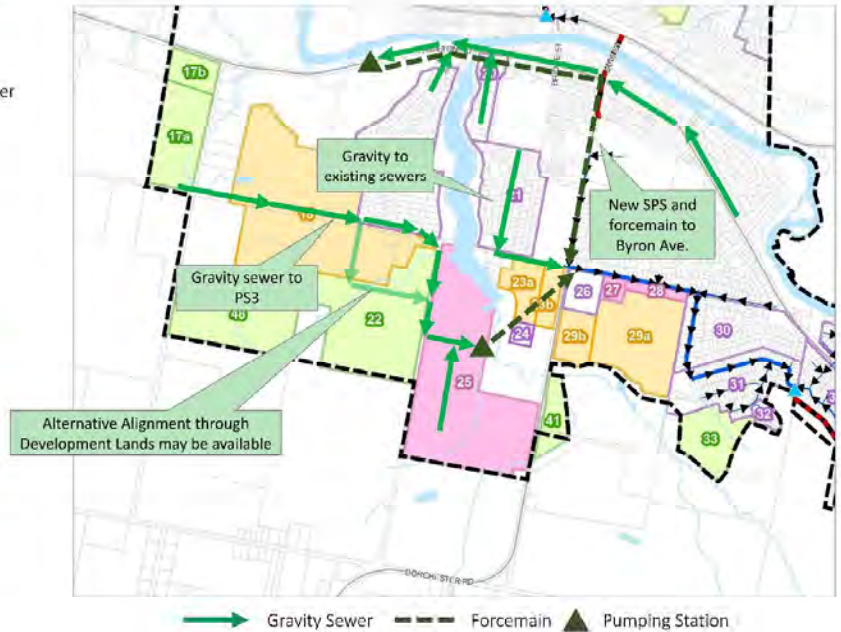 er
17b
17a
Gravity to
existing sewers
21
New SPS and
forcemain to
Byron Ave.
Gravity sewer to
PS3
23a
26
27
28
22
24
29b
29a
30
31
32
25
41
33
Alternative Alignment through
Development Lands may be available
DORCHESTER RD
Gravity Sewer
Forcemain
Pumping Station